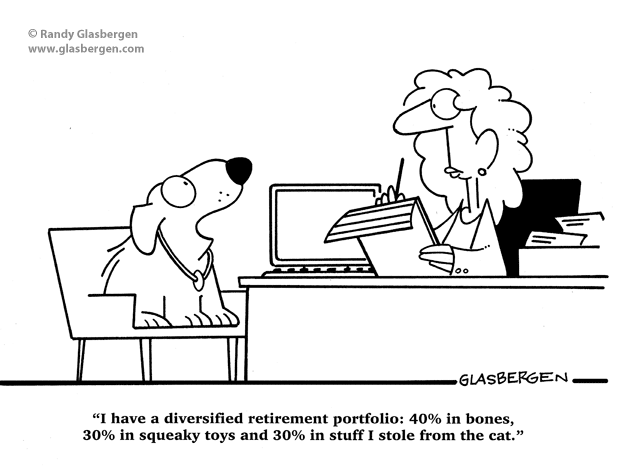 © Randy Glasbergen
www.glasbergen.com
GLASBERGEN
“I have a diversified retirement portfolio: 40% in bones,
30% in squeaky toys and 30% in stuff I stole from the cat.”